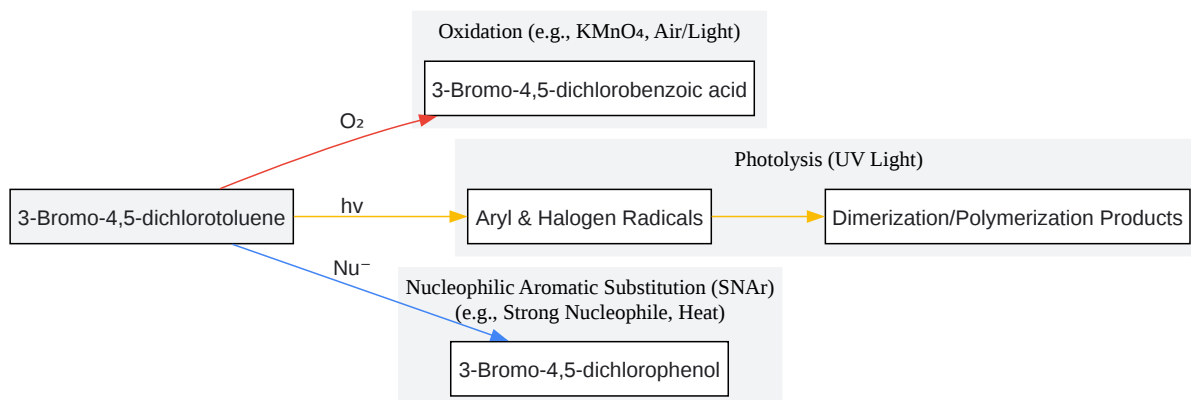 Oxidation (e.g., KMnO₄, Air/Light)
3-Bromo-4,5-dichlorobenzoic acid
O₂
Photolysis (UV Light)
3-Bromo-4,5-dichlorotoluene
hv
Aryl & Halogen Radicals
Dimerization/Polymerization Products
Nu⁻
Nucleophilic Aromatic Substitution (SNAr)
(e.g., Strong Nucleophile, Heat)
3-Bromo-4,5-dichlorophenol